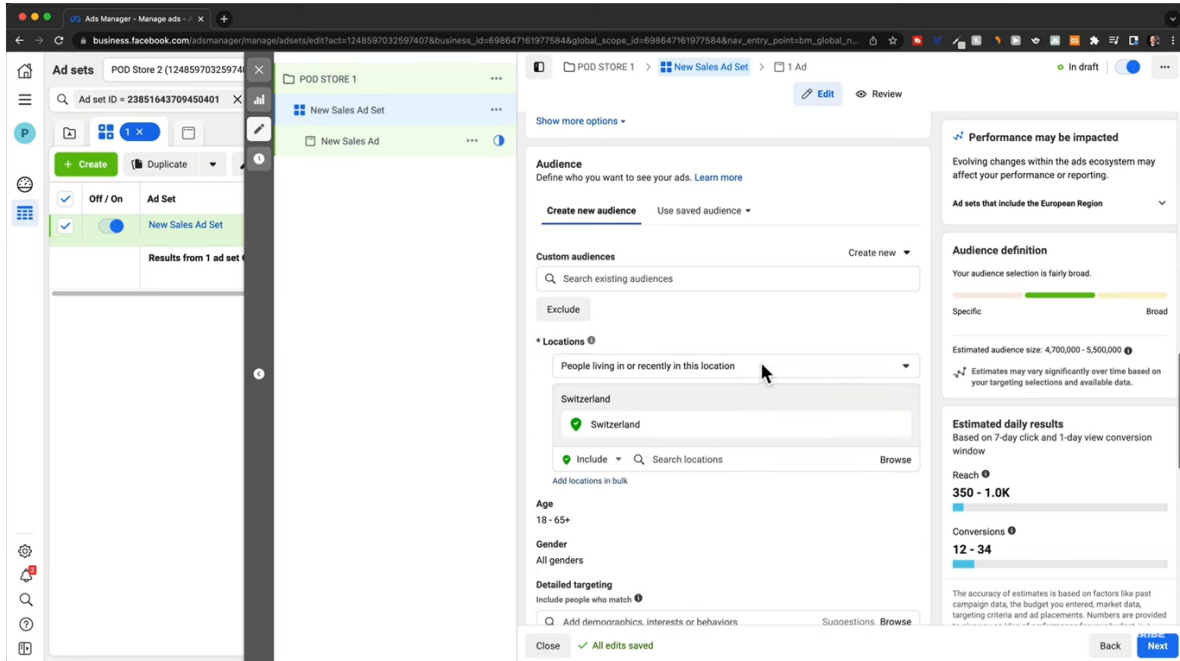 Ads Manager - Manage ads - A
business.facebook.com/adsmanager/manage/adsets/edit?act=1248597032597407&business_id=698647161977584&global_scope_id=698647161977584&nav_entry_point=bm_global_n...
Ad sets
POD Store 2 (124859703259740
Ad set ID = 23851643709450401
1
P
Create
Duplicate
Off / On
Ad Set
New Sales Ad Set
Results from 1 ad set
2
POD STORE 1
New Sales Ad Set
New Sales Ad
POD STORE 1
New Sales Ad Set
1 Ad
In draft
Edit
Review
Show more options
Audience
Define who you want to see your ads. Learn more
Create new audience
Use saved audience
Custom audiences
Create new
Search existing audiences
Exclude
* Locations
People living in or recently in this location
Switzerland
Switzerland
Include
Search locations
Browse
Add locations in bulk
Age
18 - 65+
Gender
All genders
Detailed targeting
Include people who match
Add demographics, interests or behaviors
Suggestions
Browse
Close
All edits saved
Back
Next
Performance may be impacted
Evolving changes within the ads ecosystem may
affect your performance or reporting.
Ad sets that include the European Region
Audience definition
Your audience selection is fairly broad.
Specific
Broad
Estimated audience size: 4,700,000 - 5,500,000
Estimates may vary significantly over time based on
your targeting selections and available data.
Estimated daily results
Based on 7-day click and 1-day view conversion
window
Reach
350 - 1.0K
Conversions
12 - 34
The accuracy of estimates is based on factors like past
campaign data, the budget you entered, market data,
targeting criteria and ad placements. Numbers are provided